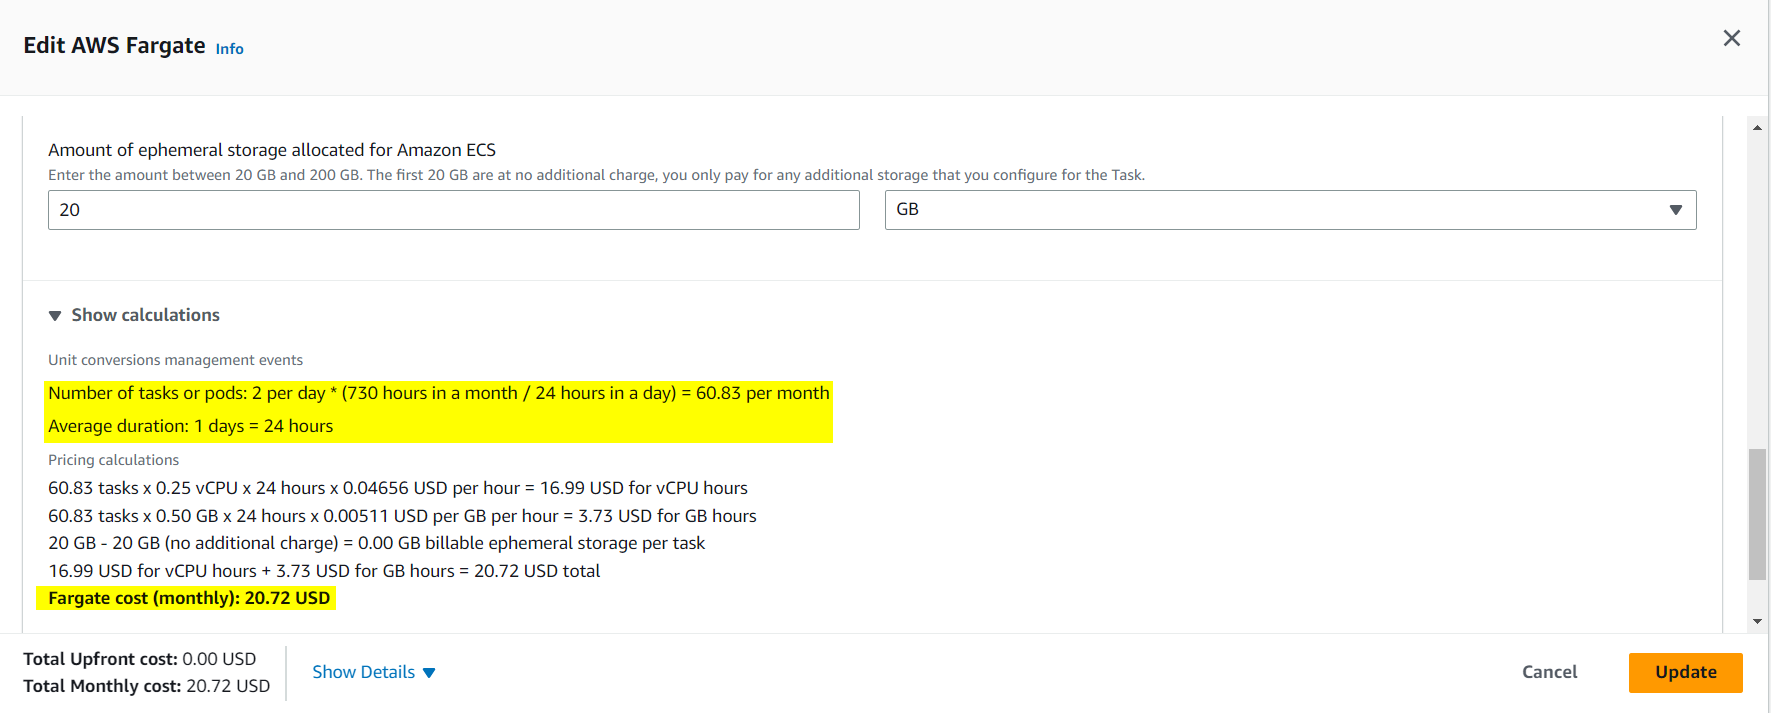 Edit AWS Fargate Info
Amount of ephemeral storage allocated for Amazon ECS
Enter the amount between 20 GB and 200 GB. The first 20 GB are at no additional charge, you only pay for any additional storage that you configure for the Task.
20 GB
Show calculations
Unit conversions management events
Number of tasks or pods: 2 per day * (730 hours in a month / 24 hours in a day) = 60.83 per month
Average duration: 1 days = 24 hours
Pricing calculations
60.83 tasks x 0.25 vCPU x 24 hours x 0.04656 USD per hour = 16.99 USD for vCPU hours
60.83 tasks x 0.50 GB x 24 hours x 0.00511 USD per GB per hour = 3.73 USD for GB hours
20 GB - 20 GB (no additional charge) = 0.00 GB billable ephemeral storage per task
16.99 USD for vCPU hours + 3.73 USD for GB hours = 20.72 USD total
Fargate cost (monthly): 20.72 USD
Total Upfront cost: 0.00 USD
Total Monthly cost: 20.72 USD
Show Details
Cancel
Update